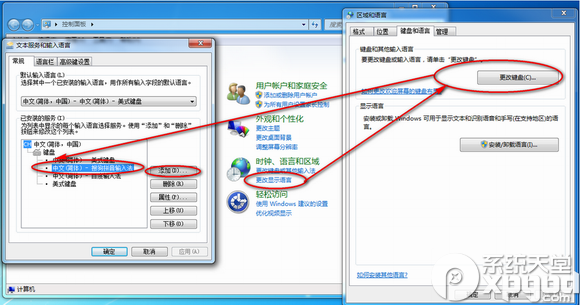 控制面板
文本服务和输入语言
常规
语言栏
高级键设置
默认输入语言(L)
选择其中一个已安装的输入语言，用作所有输入字段的默认语言。
中文(简体，中国) - 中文(简体) - 美式键盘
已安装的服务(I)
为列表中显示的每个输入语言选择服务。使用“添加”和“删除”按钮来修改这个列表。
CH 中文(简体，中国)
键盘
中文(简体) - 美式键盘
中文(简体) - 搜狗拼音输入法
美式键盘
添加(D)...
删除(R)
属性(P)...
上移(U)
下移(O)
确定
取消
应用(A)
计算机
用户帐户和家庭安全
添加或删除用户帐户
为所有用户设置家长控制
外观和个性化
更改主题
更改桌面背景
调整屏幕分辨率
时钟、语言和区域
更改键盘或其他输入法
更改显示语言
轻松访问
使用 Windows 建议的设置
优化视频显示
区域和语言
格式
位置
键盘和语言
管理
键盘和其他输入语言
要更改键盘或输入语言，请单击“更改键盘”。
更改键盘(C)...
如何更改欢迎屏幕的键盘布局?
显示语言
安装或卸载 Windows 可用于显示文本和识别语音和手写(在支持地区)的语言。
安装/卸载语言(I)...
如何安装其他语言?
系统天堂